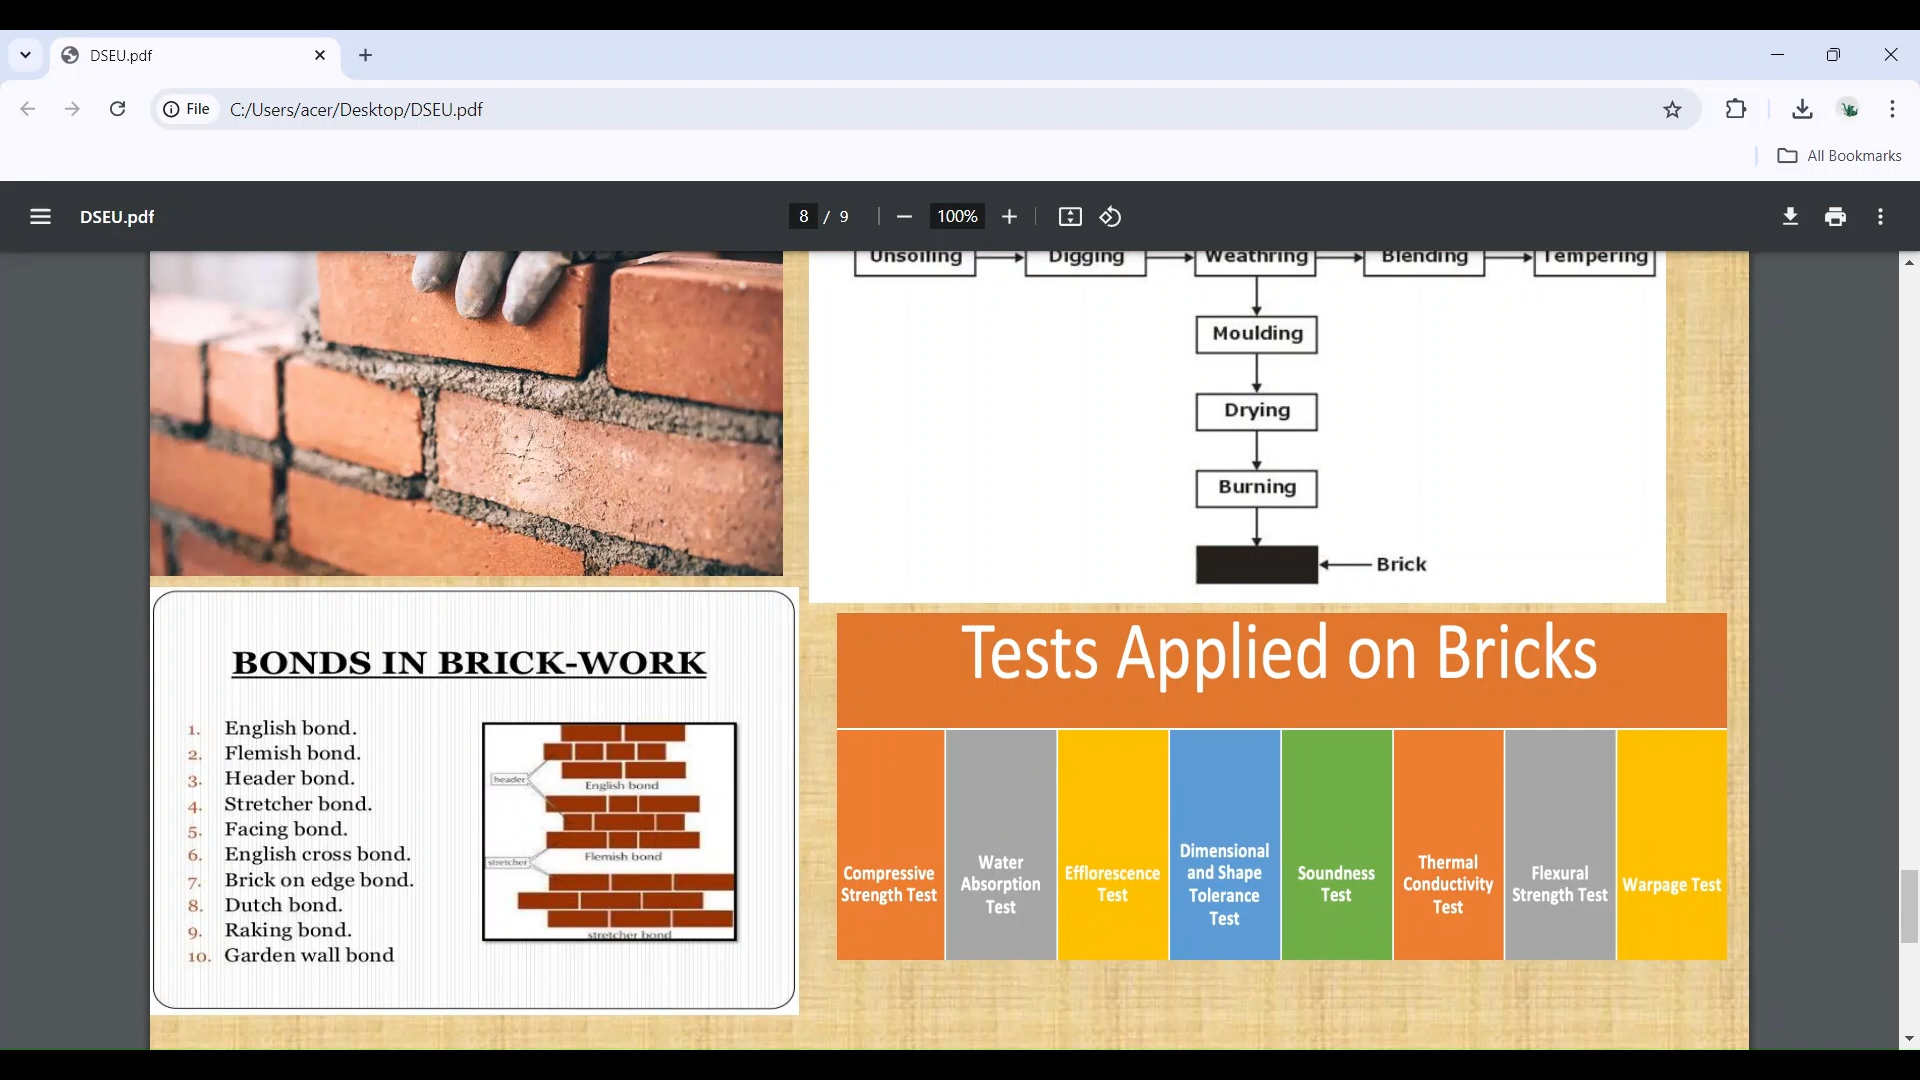 DSEU.pdf
File C:/Users/acer/Desktop/DSEU.pdf
All Bookmarks
DSEU.pdf
8 / 9
100%
Unsoiling
Digging
Weathring
Blending
Tempering
Moulding
Drying
Burning
Brick
BONDS IN BRICK-WORK
1. English bond.
2. Flemish bond.
3. Header bond.
4. Stretcher bond.
5. Facing bond.
6. English cross bond.
7. Brick on edge bond.
8. Dutch bond.
9. Raking bond.
10. Garden wall bond
header
English bond
Flemish bond
stretcher
stretcher bond
Tests Applied on Bricks
Compressive
Strength Test
Water
Absorption
Test
Efflorescence
Test
Dimensional
and Shape
Tolerance
Test
Soundness
Test
Thermal
Conductivity
Test
Flexural
Strength Test
Warpage Test